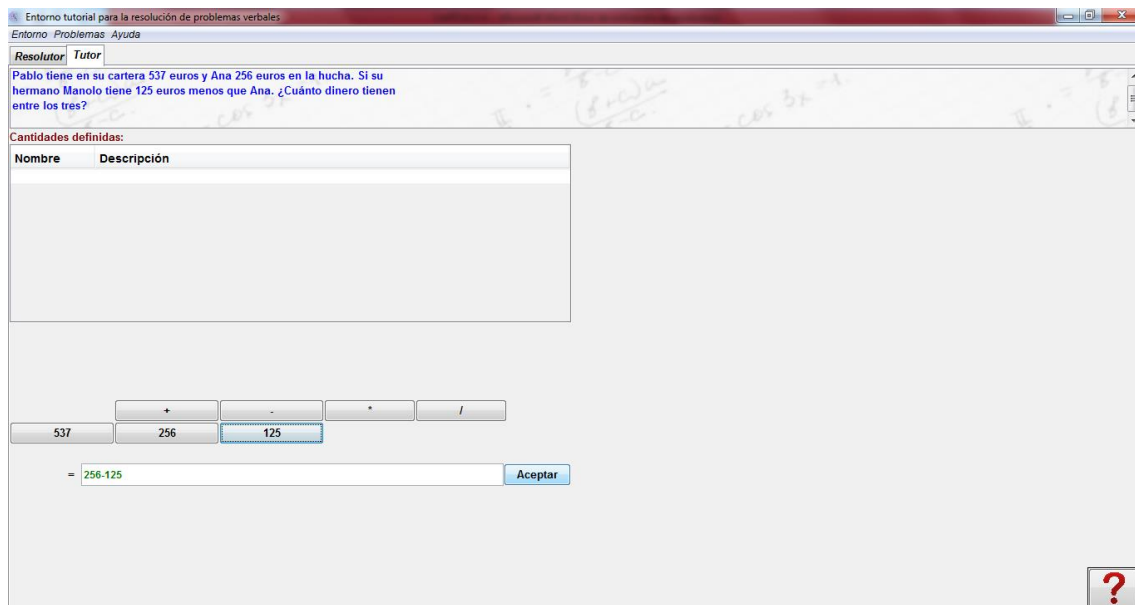 Entorno tutorial para la resolución de problemas verbales
Entorno Problemas Ayuda
Resolutor Tutor
Pablo tiene en su cartera 537 euros y Ana 256 euros en la hucha. Si su
hermano Manolo tiene 125 euros menos que Ana. ¿Cuánto dinero tienen
entre los tres?
Cantidades definidas:
Nombre Descripción
+ - * /
537 256 125
= 256-125 Aceptar
?